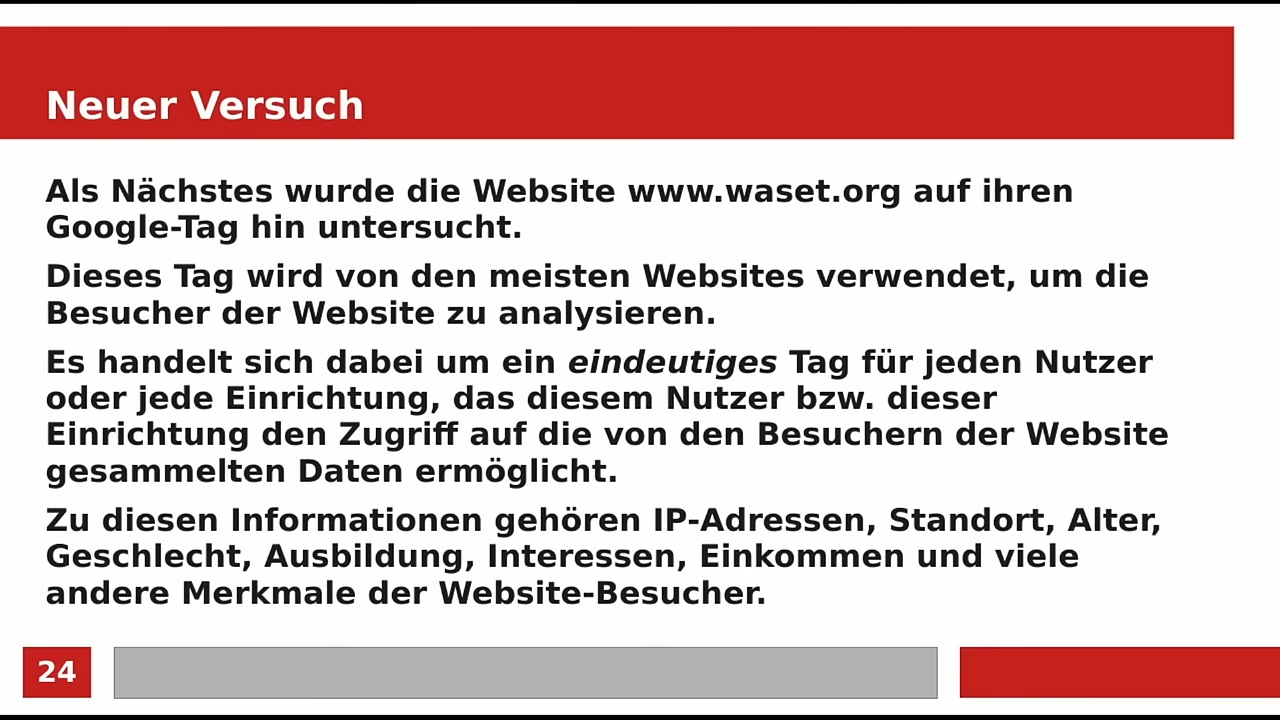 Neuer Versuch
Als Nächstes wurde die Website www.waset.org auf ihren
Google-Tag hin untersucht.
Dieses Tag wird von den meisten Websites verwendet, um die
Besucher der Website zu analysieren.
Es handelt sich dabei um ein eindeutiges Tag für jeden Nutzer
oder jede Einrichtung, das diesem Nutzer bzw. dieser
Einrichtung den Zugriff auf die von den Besuchern der Website
gesammelten Daten ermöglicht.
Zu diesen Informationen gehören IP-Adressen, Standort, Alter,
Geschlecht, Ausbildung, Interessen, Einkommen und viele
andere Merkmale der Website-Besucher.
24